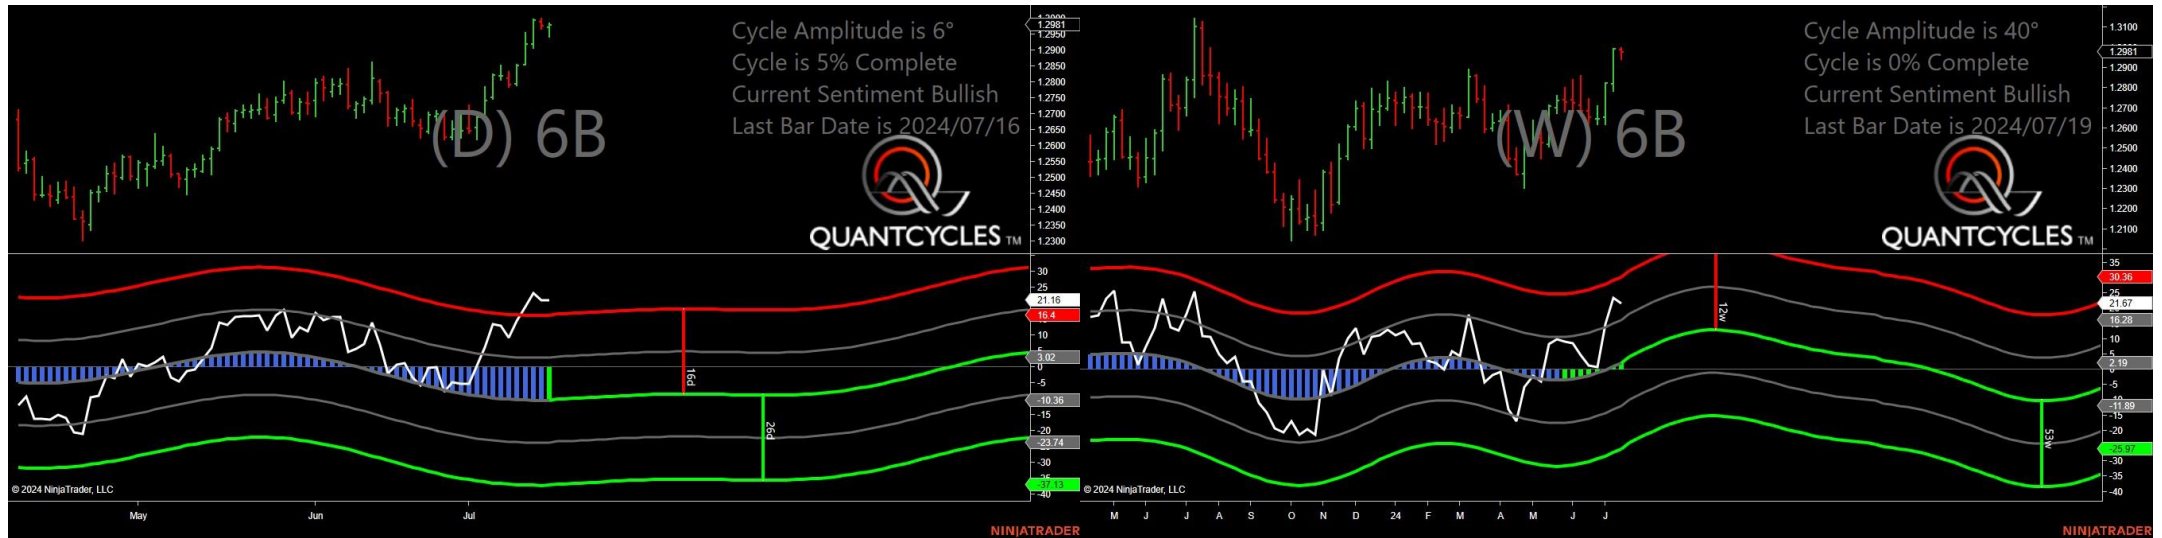 Cycle Amplitude is 6°
Cycle is 5% Complete
Current Sentiment Bullish
Last Bar Date is 2024/07/16
(D) 6B
QUANTCYCLES TM
1.2981
1.2950
1.2900
1.2850
1.2800
1.2750
1.2700
1.2650
1.2600
1.2550
1.2500
1.2450
1.2400
1.2350
1.2300
30
25
21.16
16.4
10
3.02
0
-5
-10.36
-15
-20
-23.74
-30
-37.13
-40
16d
26d
© 2024 NinjaTrader, LLC
May
Jun
Jul
NINJATRADER
Cycle Amplitude is 40°
Cycle is 0% Complete
Current Sentiment Bullish
Last Bar Date is 2024/07/19
(W) 6B
QUANTCYCLES TM
1.3100
1.2981
1.2900
1.2800
1.2700
1.2600
1.2500
1.2400
1.2300
1.2200
1.2100
35
30.36
25
21.67
16.28
10
5
2.19
0
-5
-10
-11.89
-15
-20
-25.97
-30
-35
-40
12w
53w
© 2024 NinjaTrader, LLC
M
J
J
A
S
O
N
D
24
F
M
A
M
J
J
NINJATRADER